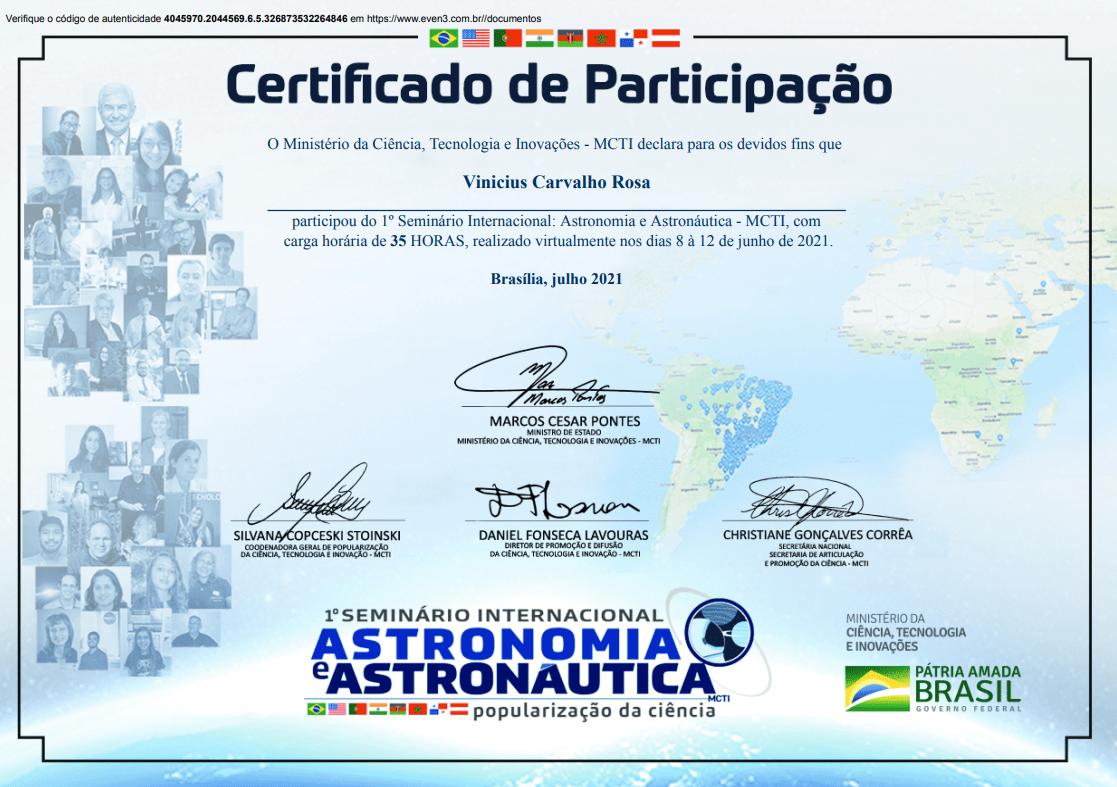 Verifique o código de autenticidade 4045970.2044569.6.5.326873532264846 em https://www.even3.com.br//documentos
Certificado de Participação
O Ministério da Ciência, Tecnologia e Inovações - MCTI declara para os devidos fins que
Vinicius Carvalho Rosa
participou do 1º Seminário Internacional: Astronomia e Astronáutica - MCTI, com
carga horária de 35 HORAS, realizado virtualmente nos dias 8 à 12 de junho de 2021.
Brasília, julho 2021
Marcos Pontes
MARCOS CESAR PONTES
MINISTRO DE ESTADO
MINISTÉRIO DA CIÊNCIA, TECNOLOGIA E INOVAÇÕES - MCTI
SILVANA COPCESKI STOINSKI
COODENADORA GERAL DE POPULARIZAÇÃO
DA CIÊNCIA, TECNOLOGIA E INOVAÇÃO - MCTI
DANIEL FONSECA LAVOURAS
DIRETOR DE PROMOÇÃO E DIFUSÃO
DA CIÊNCIA, TECNOLOGIA E INOVAÇÃO - MCTI
CHRISTIANE GONÇALVES CORRÊA
SECRETÁRIA NACIONAL
SECRETARIA DE ARTICULAÇÃO
E PROMOÇÃO DA CIÊNCIA - MCTI
1º SEMINÁRIO INTERNACIONAL
ASTRONOMIA
e ASTRONÁUTICA
MCTI
popularização da ciência
MINISTÉRIO DA
CIÊNCIA, TECNOLOGIA
E INOVAÇÕES
PÁTRIA AMADA
BRASIL
GOVERNO FEDERAL